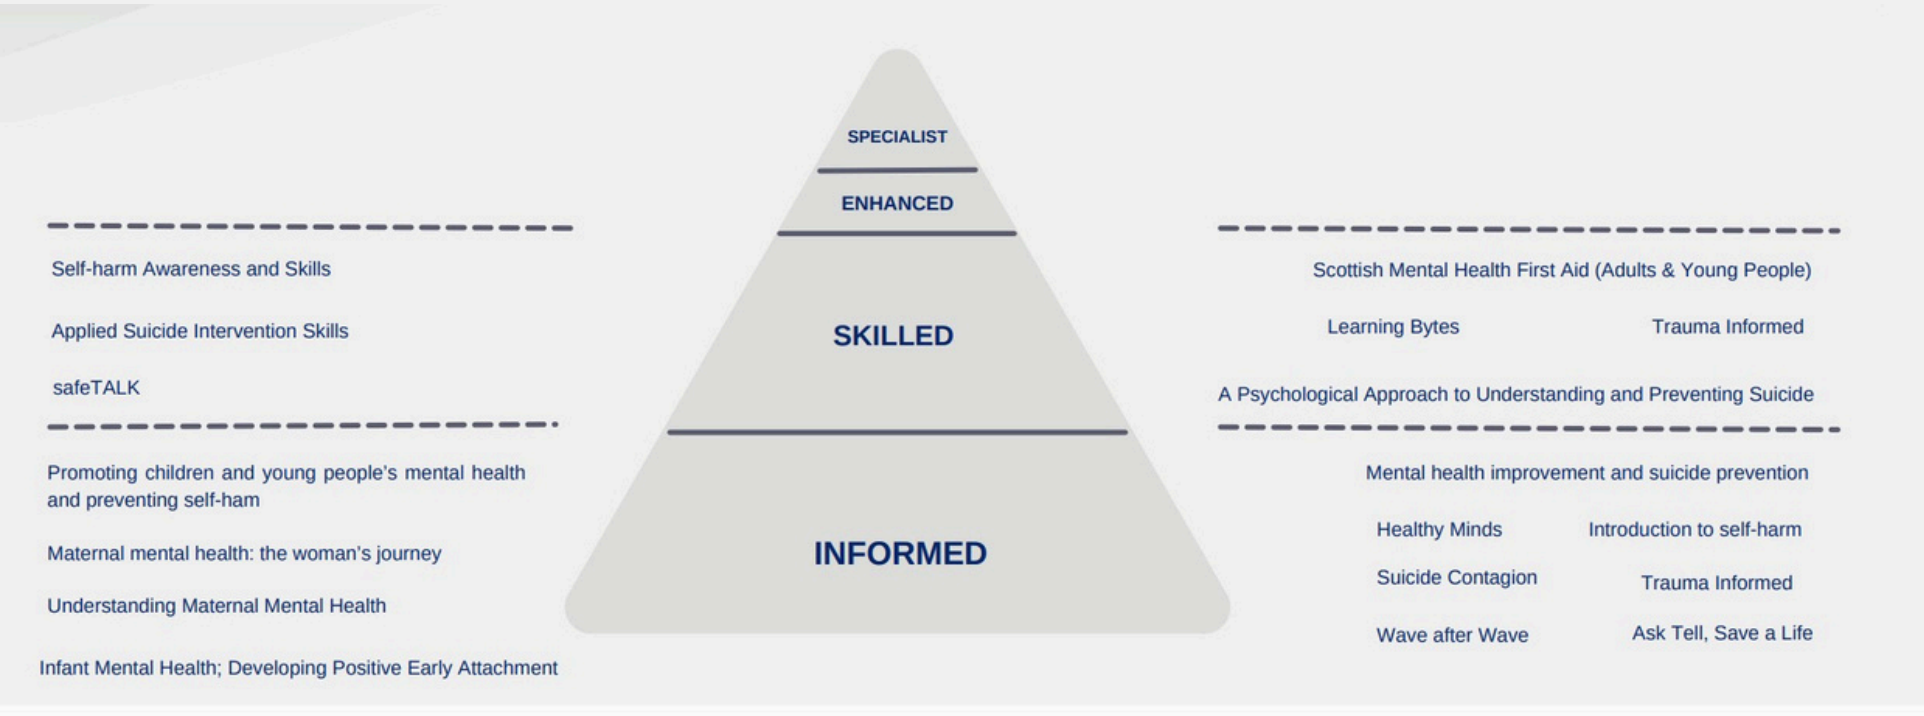 SPECIALIST
ENHANCED
Self-harm Awareness and Skills
Applied Suicide Intervention Skills
safeTALK
SKILLED
Scottish Mental Health First Aid (Adults & Young People)
Learning Bytes
Trauma Informed
A Psychological Approach to Understanding and Preventing Suicide
Promoting children and young people's mental health
and preventing self-ham
Maternal mental health: the woman's journey
Understanding Maternal Mental Health
Infant Mental Health; Developing Positive Early Attachment
INFORMED
Mental health improvement and suicide prevention
Healthy Minds
Introduction to self-harm
Suicide Contagion
Trauma Informed
Wave after Wave
Ask Tell, Save a Life